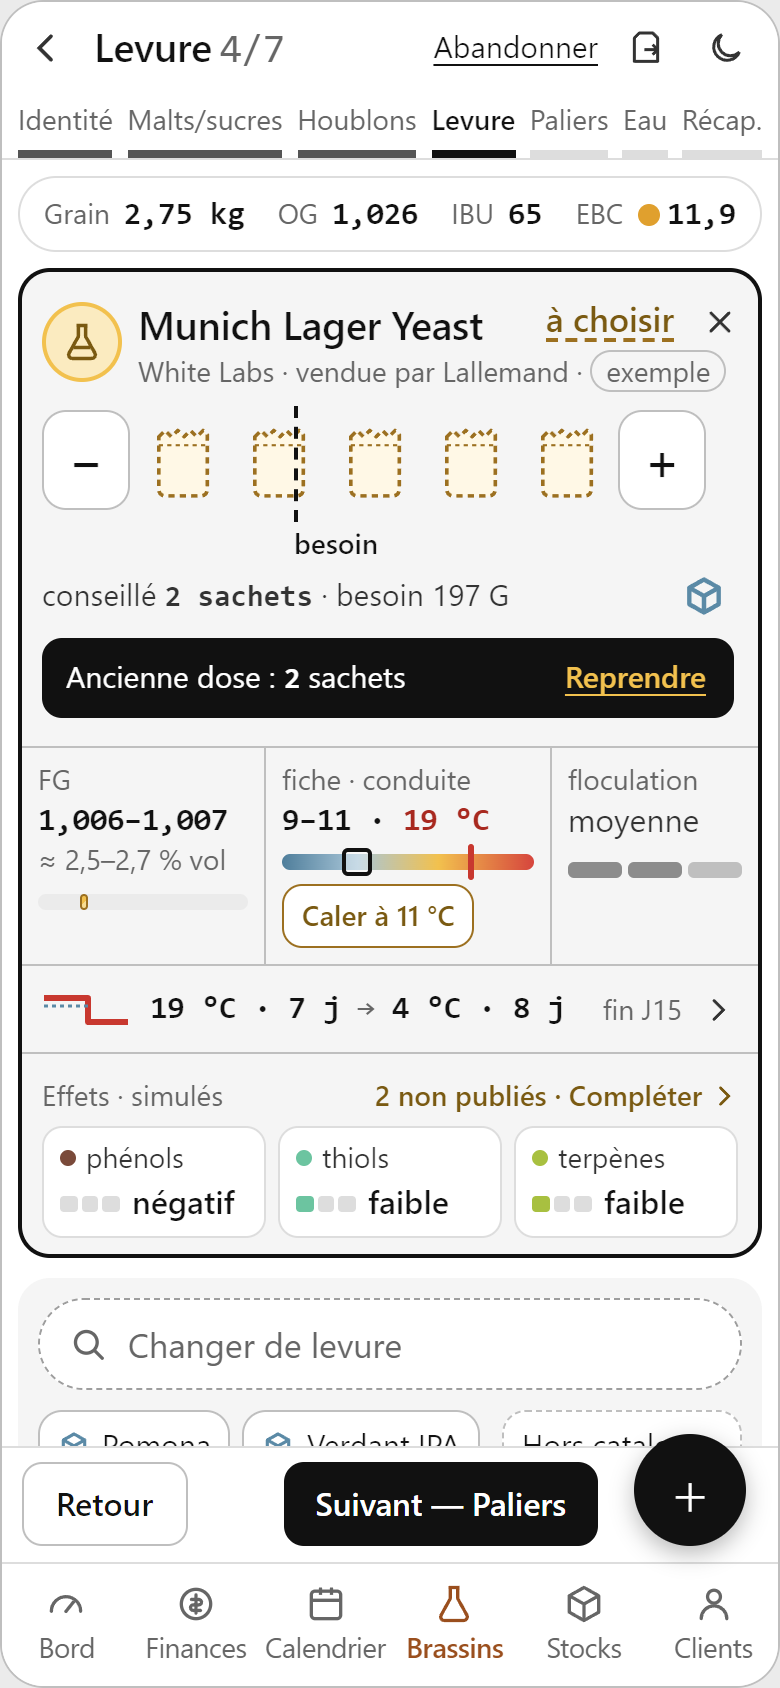 Levure 4/7 Abandonner
Identité Malts/sucres Houblons Levure Paliers Eau Récap.
Grain 2,75 kg OG 1,026 IBU 65 EBC 11,9
Munich Lager Yeast à choisir
White Labs · vendue par Lallemand · exemple
− +
besoin
conseillé 2 sachets · besoin 197 G
Ancienne dose : 2 sachets Reprendre
FG fiche · conduite floculation
1,006–1,007 9–11 · 19 °C moyenne
≈ 2,5–2,7 % vol
Caler à 11 °C
19 °C · 7 j → 4 °C · 8 j fin J15
Effets · simulés 2 non publiés · Compléter
phénols thiols terpènes
négatif faible faible
Changer de levure
Pomona Verdant IPA Hors
Retour Suivant — Paliers +
Bord Finances Calendrier Brassins Stocks Clients